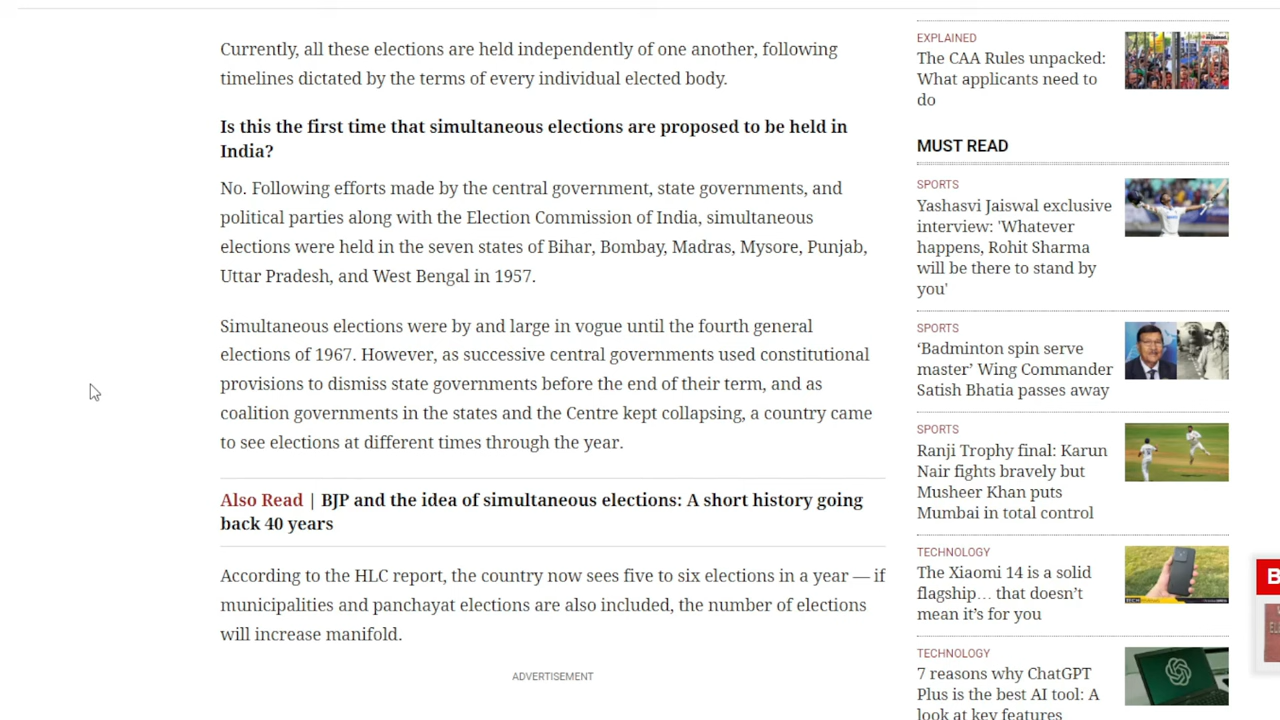 Currently, all these elections are held independently of one another, following
timelines dictated by the terms of every individual elected body.
Is this the first time that simultaneous elections are proposed to be held in
India?
No. Following efforts made by the central government, state governments, and
political parties along with the Election Commission of India, simultaneous
elections were held in the seven states of Bihar, Bombay, Madras, Mysore, Punjab,
Uttar Pradesh, and West Bengal in 1957.
Simultaneous elections were by and large in vogue until the fourth general
elections of 1967. However, as successive central governments used constitutional
provisions to dismiss state governments before the end of their term, and as
coalition governments in the states and the Centre kept collapsing, a country came
to see elections at different times through the year.
Also Read | BJP and the idea of simultaneous elections: A short history going
back 40 years
According to the HLC report, the country now sees five to six elections in a year — if
municipalities and panchayat elections are also included, the number of elections
will increase manifold.
ADVERTISEMENT
EXPLAINED
The CAA Rules unpacked:
What applicants need to
do
MUST READ
SPORTS
Yashasvi Jaiswal exclusive
interview: 'Whatever
happens, Rohit Sharma
will be there to stand by
you'
SPORTS
‘Badminton spin serve
master’ Wing Commander
Satish Bhatia passes away
SPORTS
Ranji Trophy final: Karun
Nair fights bravely but
Musheer Khan puts
Mumbai in total control
TECHNOLOGY
The Xiaomi 14 is a solid
flagship… that doesn’t
mean it’s for you
TECHNOLOGY
7 reasons why ChatGPT
Plus is the best AI tool: A
look at key features